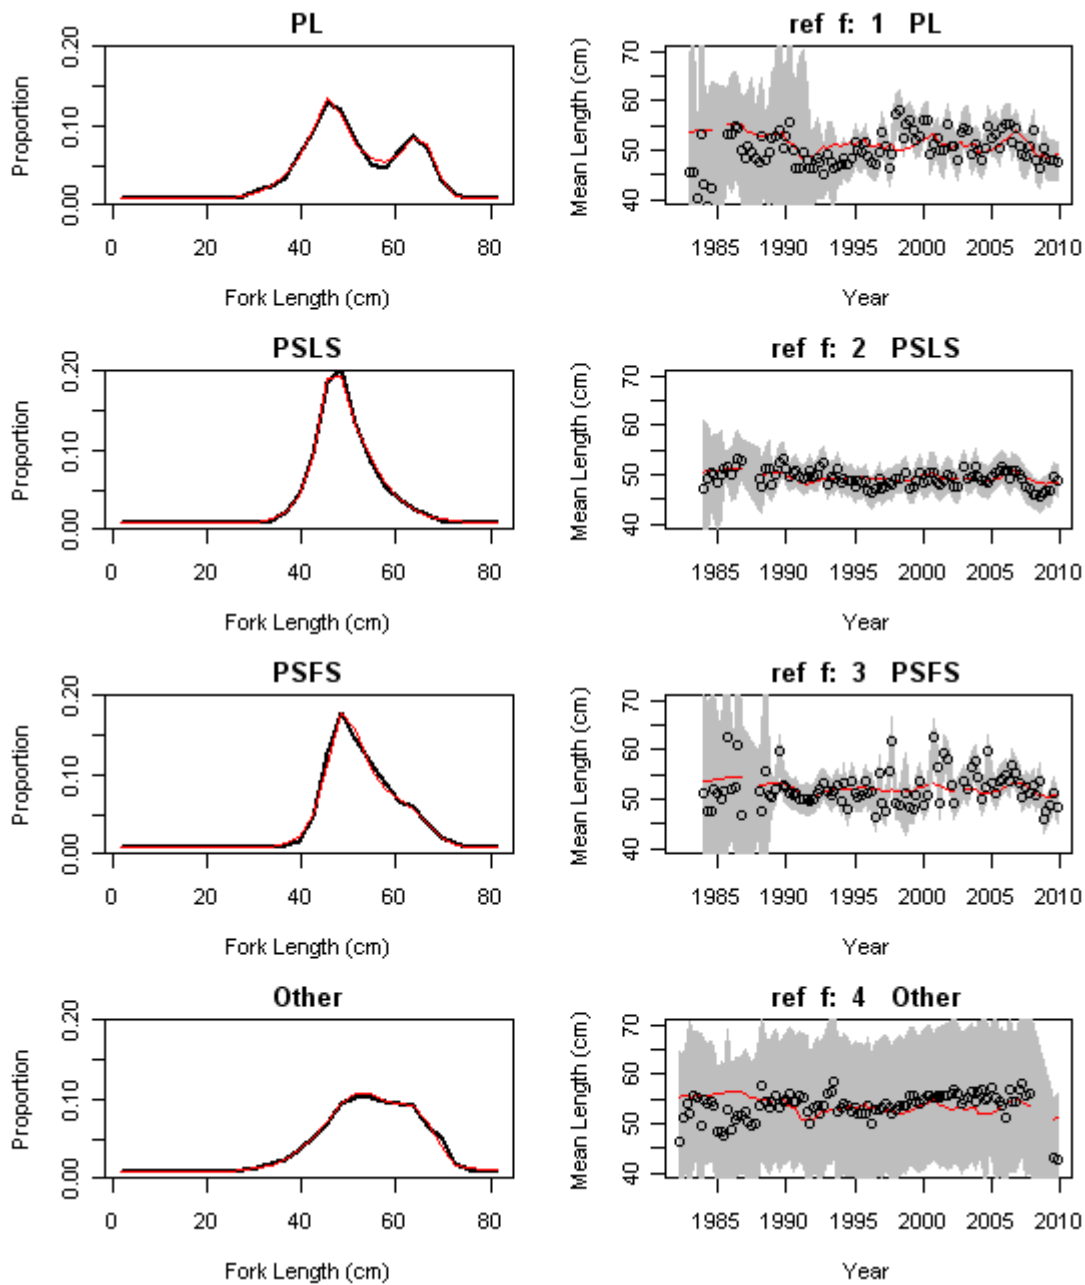 PL
ref f: 1 PL
Proportion
0.00 0.10 0.20
0 20 40 60 80
Fork Length (cm)
Mean Length (cm)
40 50 60 70
1985 1990 1995 2000 2005 2010
Year
PSLS
ref f: 2 PSLS
Proportion
0.00 0.10 0.20
0 20 40 60 80
Fork Length (cm)
Mean Length (cm)
40 50 60 70
1985 1990 1995 2000 2005 2010
Year
PSFS
ref f: 3 PSFS
Proportion
0.00 0.10 0.20
0 20 40 60 80
Fork Length (cm)
Mean Length (cm)
40 50 60 70
1985 1990 1995 2000 2005 2010
Year
Other
ref f: 4 Other
Proportion
0.00 0.10 0.20
0 20 40 60 80
Fork Length (cm)
Mean Length (cm)
40 50 60 70
1985 1990 1995 2000 2005 2010
Year